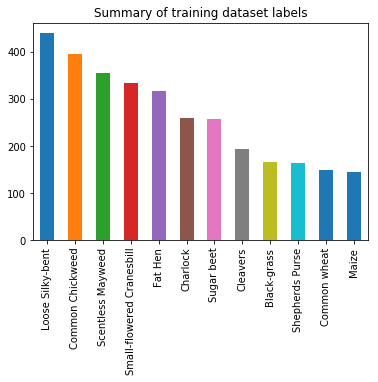 Summary of training dataset labels
400
300
200
100
0
Loose Silky-bent
Common Chickweed
Scentless Mayweed
Small-flowered Cranesbill
Fat Hen
Charlock
Sugar beet
Cleavers
Black-grass
Shepherds Purse
Common wheat
Maize